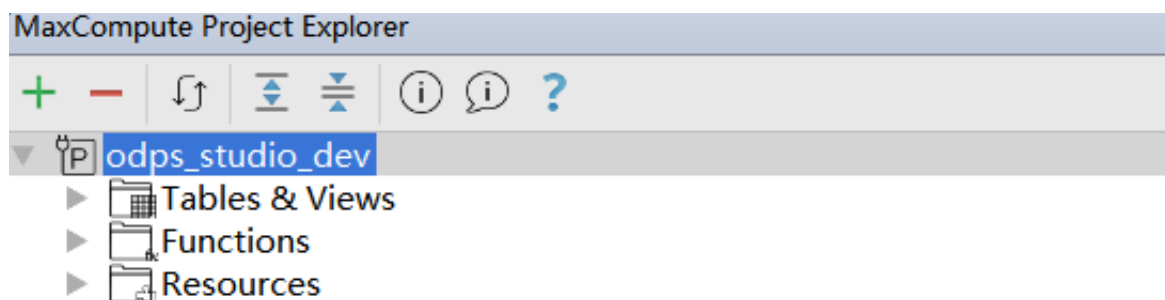 MaxCompute Project Explorer
odps_studio_dev
Tables & Views
Functions
Resources